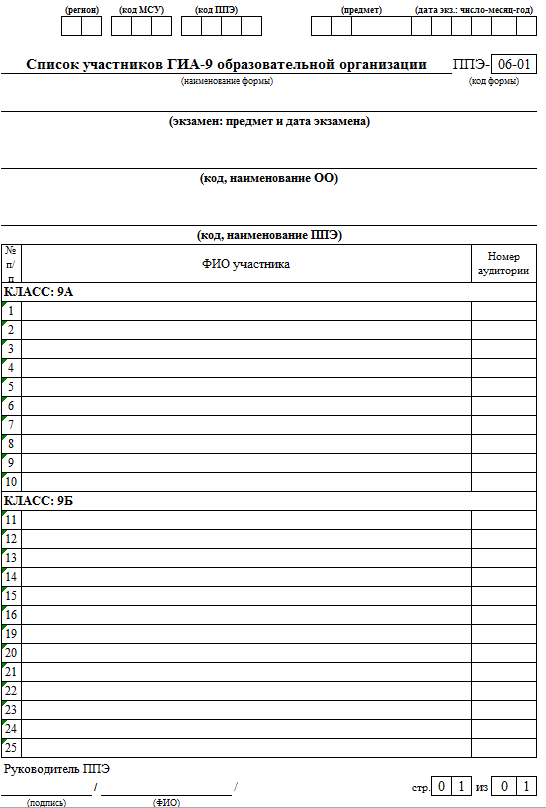 (регион) (код МСУ) (код ППЭ) (предмет) (дата экз.: число-месяц-год)
Список участников ГИА-9 образовательной организации ППЭ- 06-01
(наименование формы) (код формы)
(экзамен: предмет и дата экзамена)
(код, наименование ОО)
(код, наименование ППЭ)
№ п/п ФИО участника Номер аудитории
КЛАСС: 9А
1
2
3
4
5
6
7
8
9
10
КЛАСС: 9Б
11
12
13
14
15
16
19
20
21
22
23
24
25
Руководитель ППЭ
/ / стр. 0 1 из 0 1
(подпись) (ФИО)